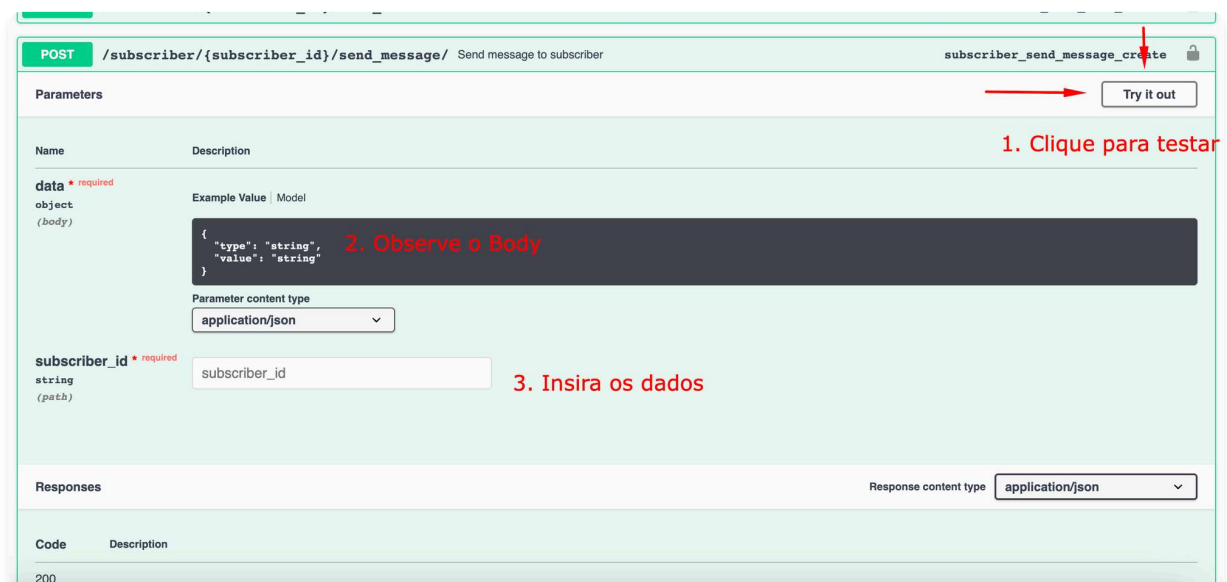 POST /subscriber/{subscriber_id}/send_message/ Send message to subscriber subscriber_send_message_create
Parameters
Try it out
1. Clique para testar
Name Description
data * required
object
(body)
Example Value Model
{
"type": "string",
"value": "string"
}
2. Observe o Body
Parameter content type
application/json
subscriber_id * required
string
(path)
subscriber_id
3. Insira os dados
Responses
Response content type application/json
Code Description
200